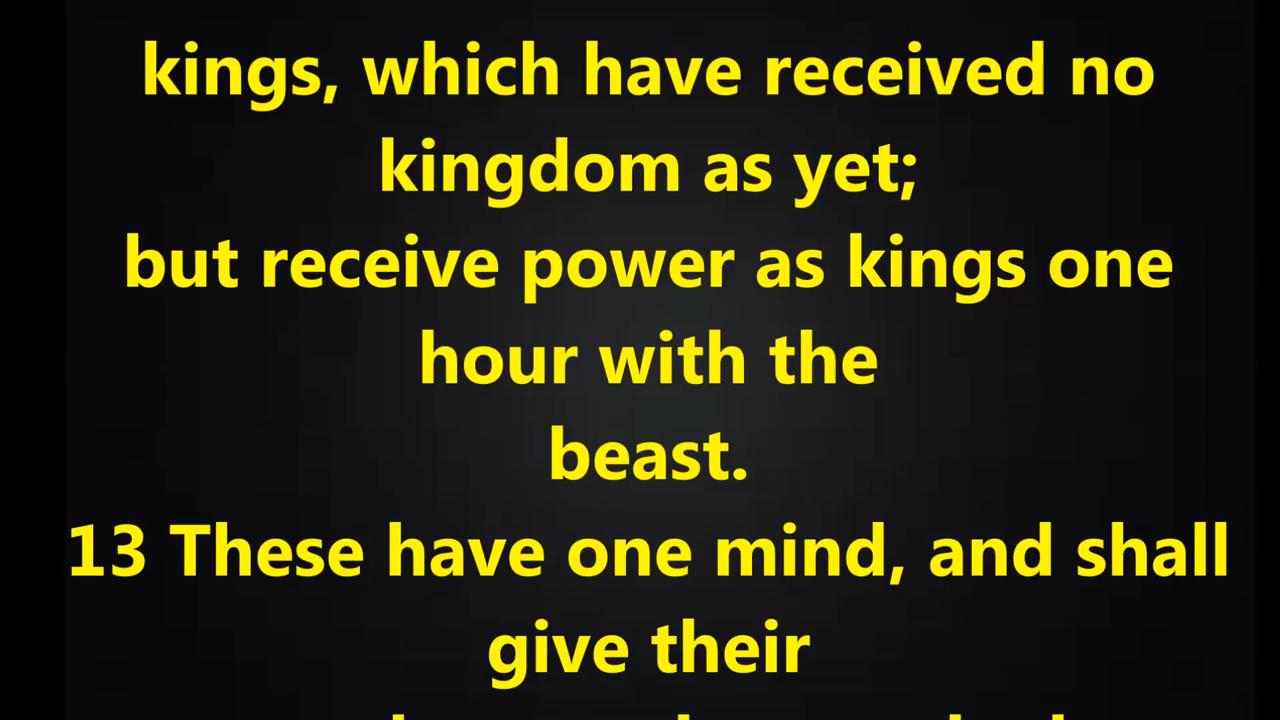 kings, which have received no
kingdom as yet;
but receive power as kings one
hour with the
beast.
13 These have one mind, and shall
give their